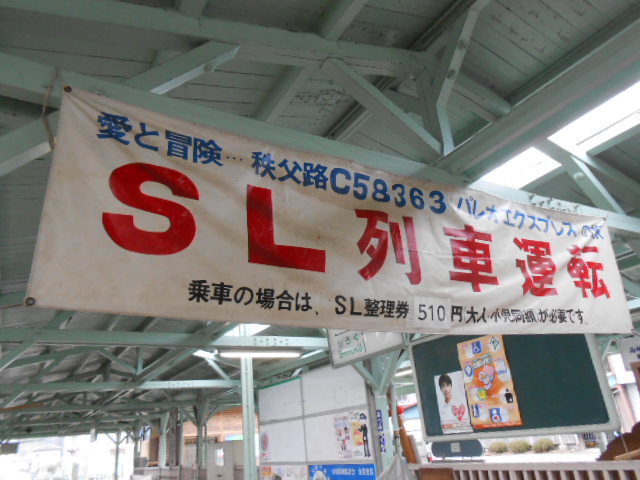 愛と冒険… 秩父路C58363 パレオエクスプレス
SL列車運転
乗車の場合は、SL整理券 510円(大人・小児同額)が必要です